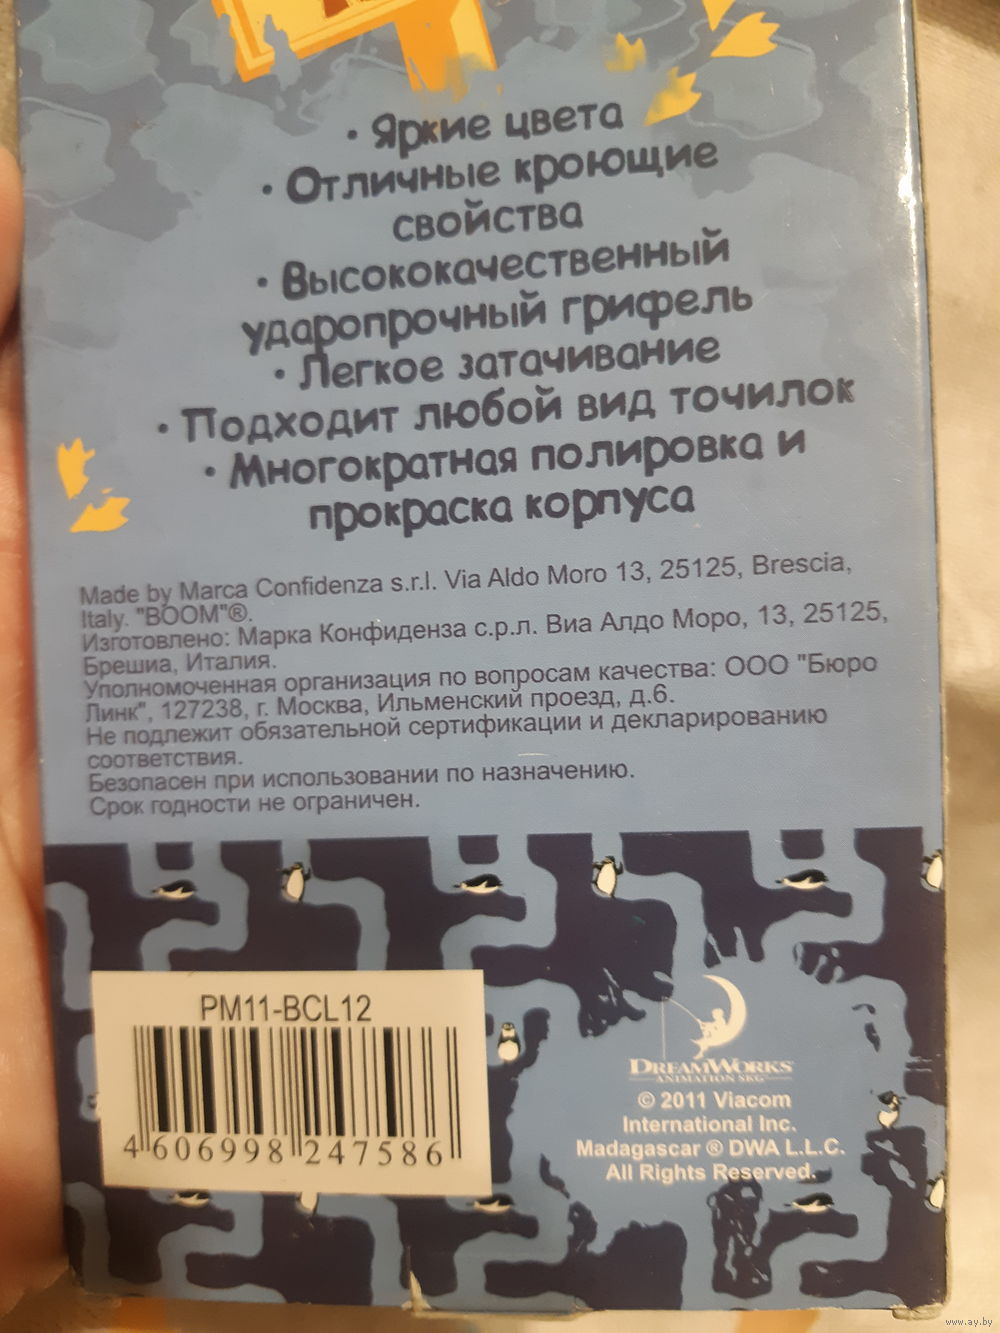 • Яркие цвета
• Отличные кроющие
свойства
• Высококачественный
ударопрочный грифель
• Легкое затачивание
• Подходит любой вид точилок
• Многократная полировка и
прокраска корпуса
Made by Marca Confidenza s.r.l. Via Aldo Moro 13, 25125, Brescia,
Italy. "BOOM"®.
Изготовлено: Марка Конфиденза с.р.л. Виа Алдо Моро, 13, 25125,
Брешиа, Италия.
Уполномоченная организация по вопросам качества: ООО "Бюро
Линк", 127238, г. Москва, Ильменский проезд, д.6.
Не подлежит обязательной сертификации и декларированию
соответствия.
Безопасен при использовании по назначению.
Срок годности не ограничен.
PM11-BCL12
4 606998 247586
DREAMWORKS
ANIMATION SKG
© 2011 Viacom
International Inc.
Madagascar ® DWA L.L.C.
All Rights Reserved.
www.ay.by